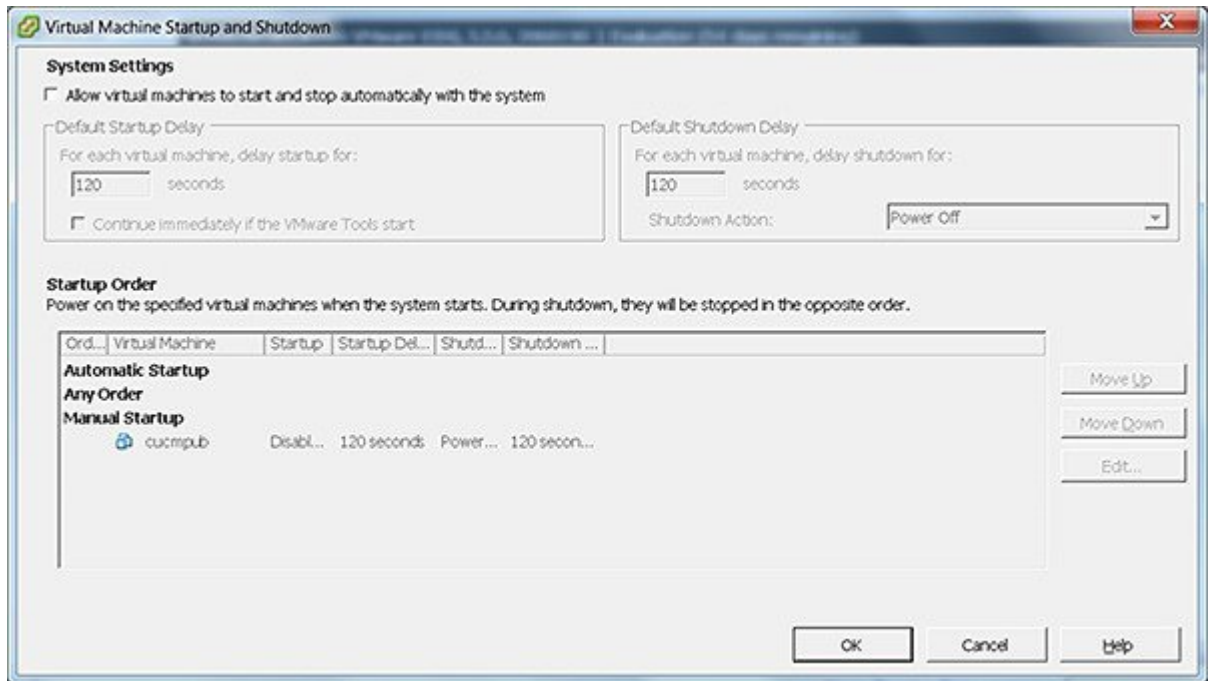 Virtual Machine Startup and Shutdown
System Settings
Allow virtual machines to start and stop automatically with the system
Default Startup Delay
For each virtual machine, delay startup for:
120 seconds
Continue immediately if the VMware Tools start
Default Shutdown Delay
For each virtual machine, delay shutdown for:
120 seconds
Shutdown Action: Power Off
Startup Order
Power on the specified virtual machines when the system starts. During shutdown, they will be stopped in the opposite order.
Ord... Virtual Machine Startup Startup Del... Shutd... Shutdown ...
Automatic Startup
Any Order
Manual Startup
cucmpub Disabl... 120 seconds Power... 120 secon...
Move Up
Move Down
Edit...
OK Cancel Help